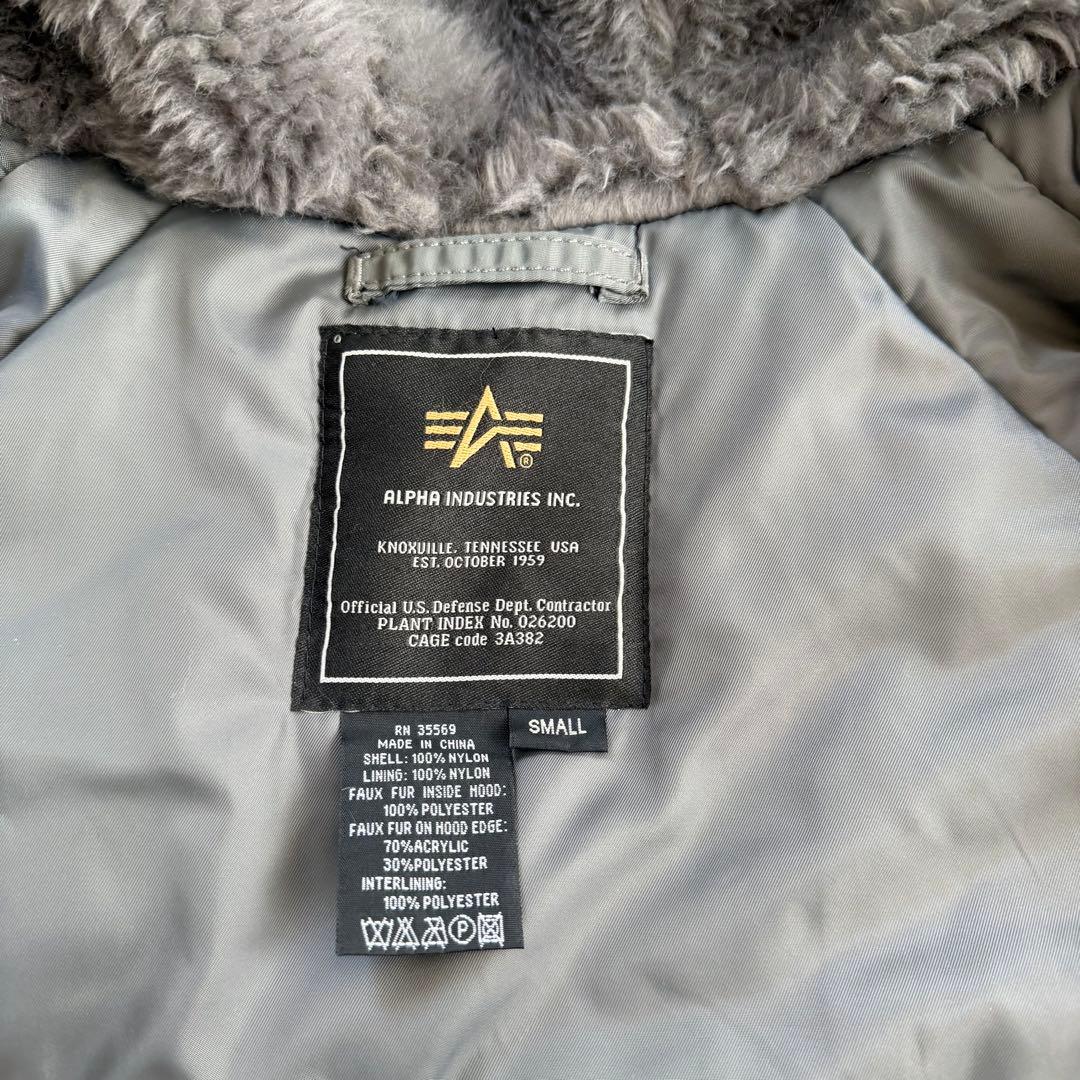 ®
ALPHA INDUSTRIES INC.
KNOXVILLE, TENNESSEE USA
EST. OCTOBER 1959
Official U.S. Defense Dept. Contractor
PLANT INDEX No. 026200
CAGE code 3A382
SMALL
RN 35569
MADE IN CHINA
SHELL: 100% NYLON
LINING: 100% NYLON
FAUX FUR INSIDE HOOD:
100% POLYESTER
FAUX FUR ON HOOD EDGE:
70%ACRYLIC
30%POLYESTER
INTERLINING:
100% POLYESTER
P